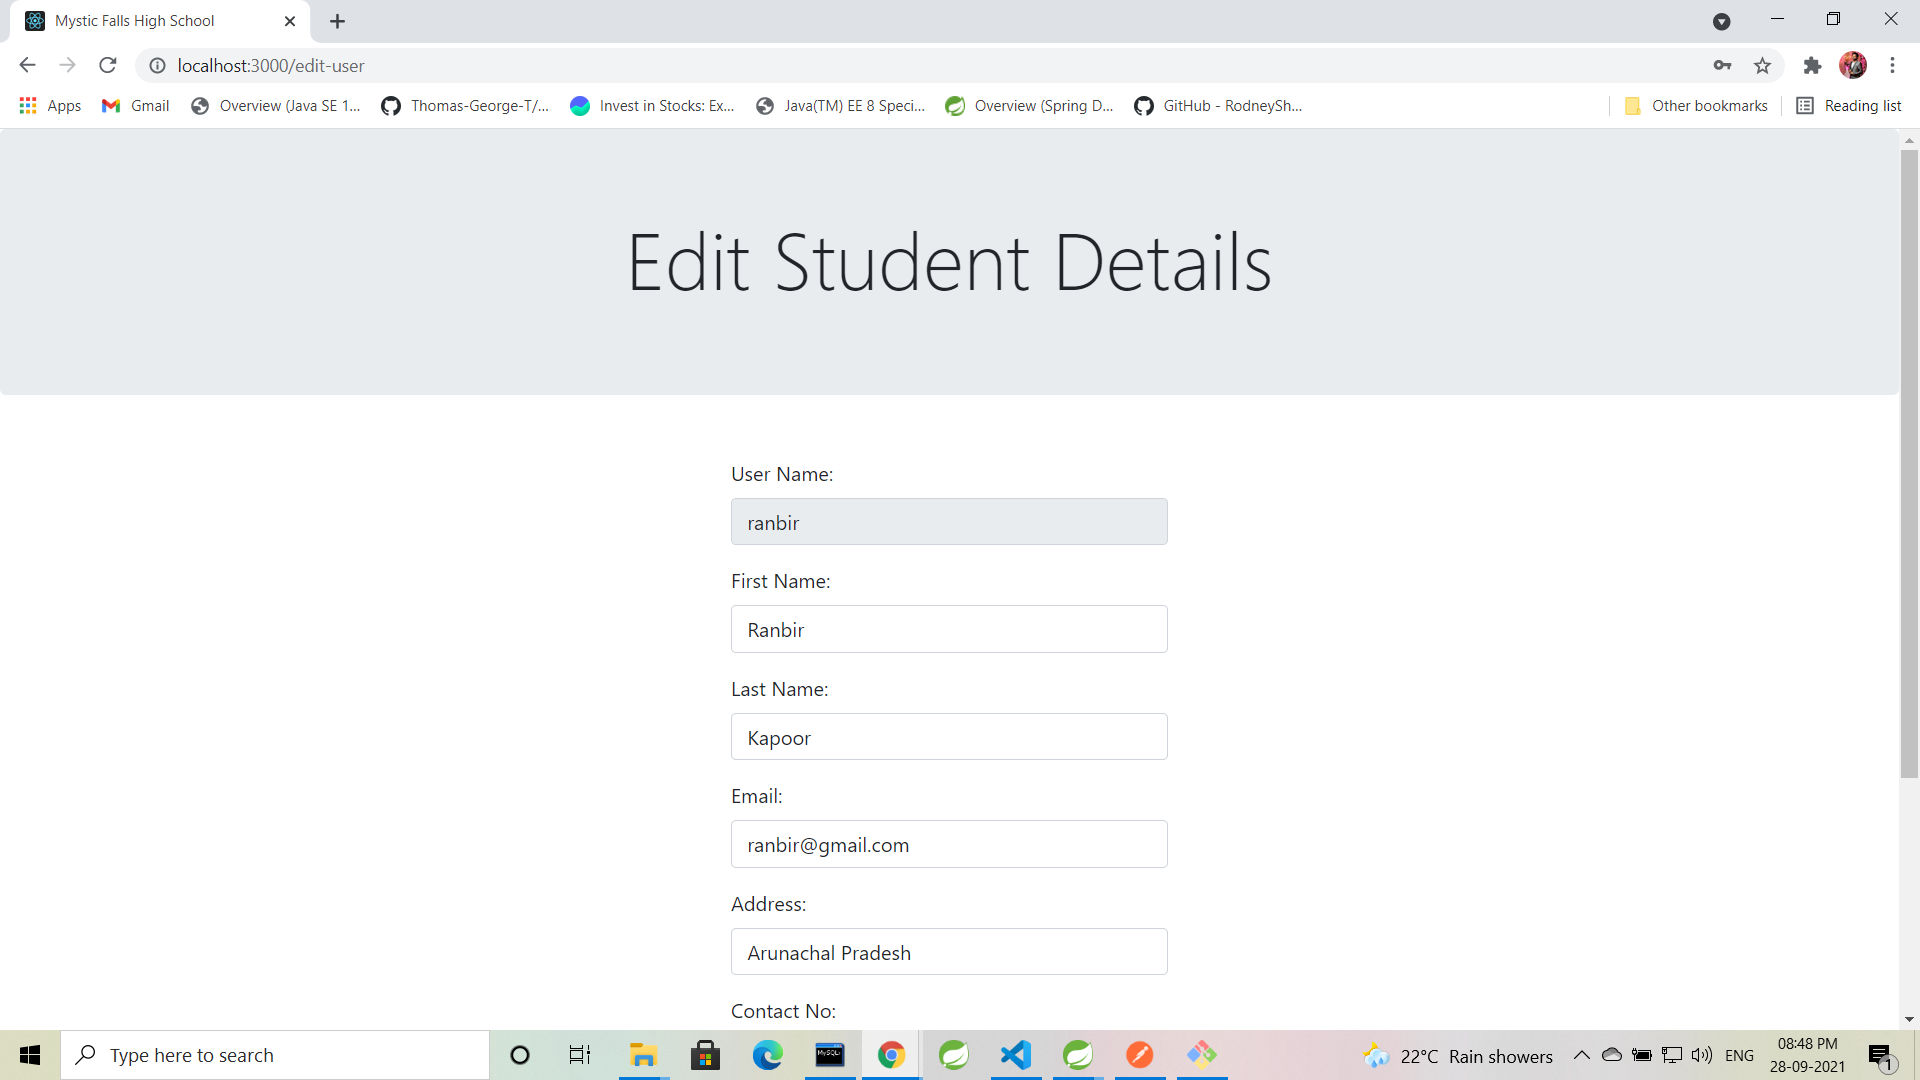 Mystic Falls High School
localhost:3000/edit-user
Apps
Gmail
Overview (Java SE 1...
Thomas-George-T/...
Invest in Stocks: Ex...
Java(TM) EE 8 Speci...
Overview (Spring D...
GitHub - RodneySh...
Other bookmarks
Reading list
Edit Student Details
User Name:
ranbir
First Name:
Ranbir
Last Name:
Kapoor
Email:
ranbir@gmail.com
Address:
Arunachal Pradesh
Contact No:
Type here to search
22°C Rain showers
ENG
08:48 PM
28-09-2021
1